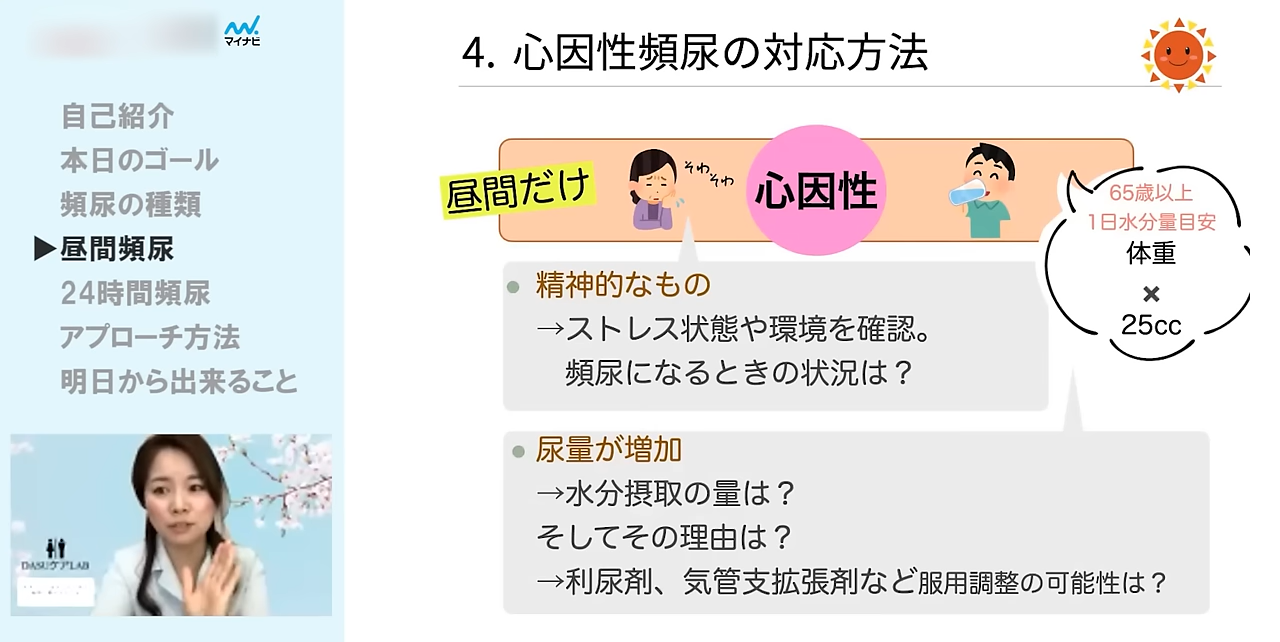 マイナビ
自己紹介
本日のゴール
頻尿の種類
▶昼間頻尿
24時間頻尿
アプローチ方法
明日から出来ること
DASUケアLAB
4. 心因性頻尿の対応方法
昼間だけ
そわ
そわ
心因性
65歳以上
1日水分量目安
体重
×
25cc
● 精神的なもの
→ストレス状態や環境を確認。
頻尿になるときの状況は？
● 尿量が増加
→水分摂取の量は？
そしてその理由は？
→利尿剤、気管支拡張剤など服用調整の可能性は？